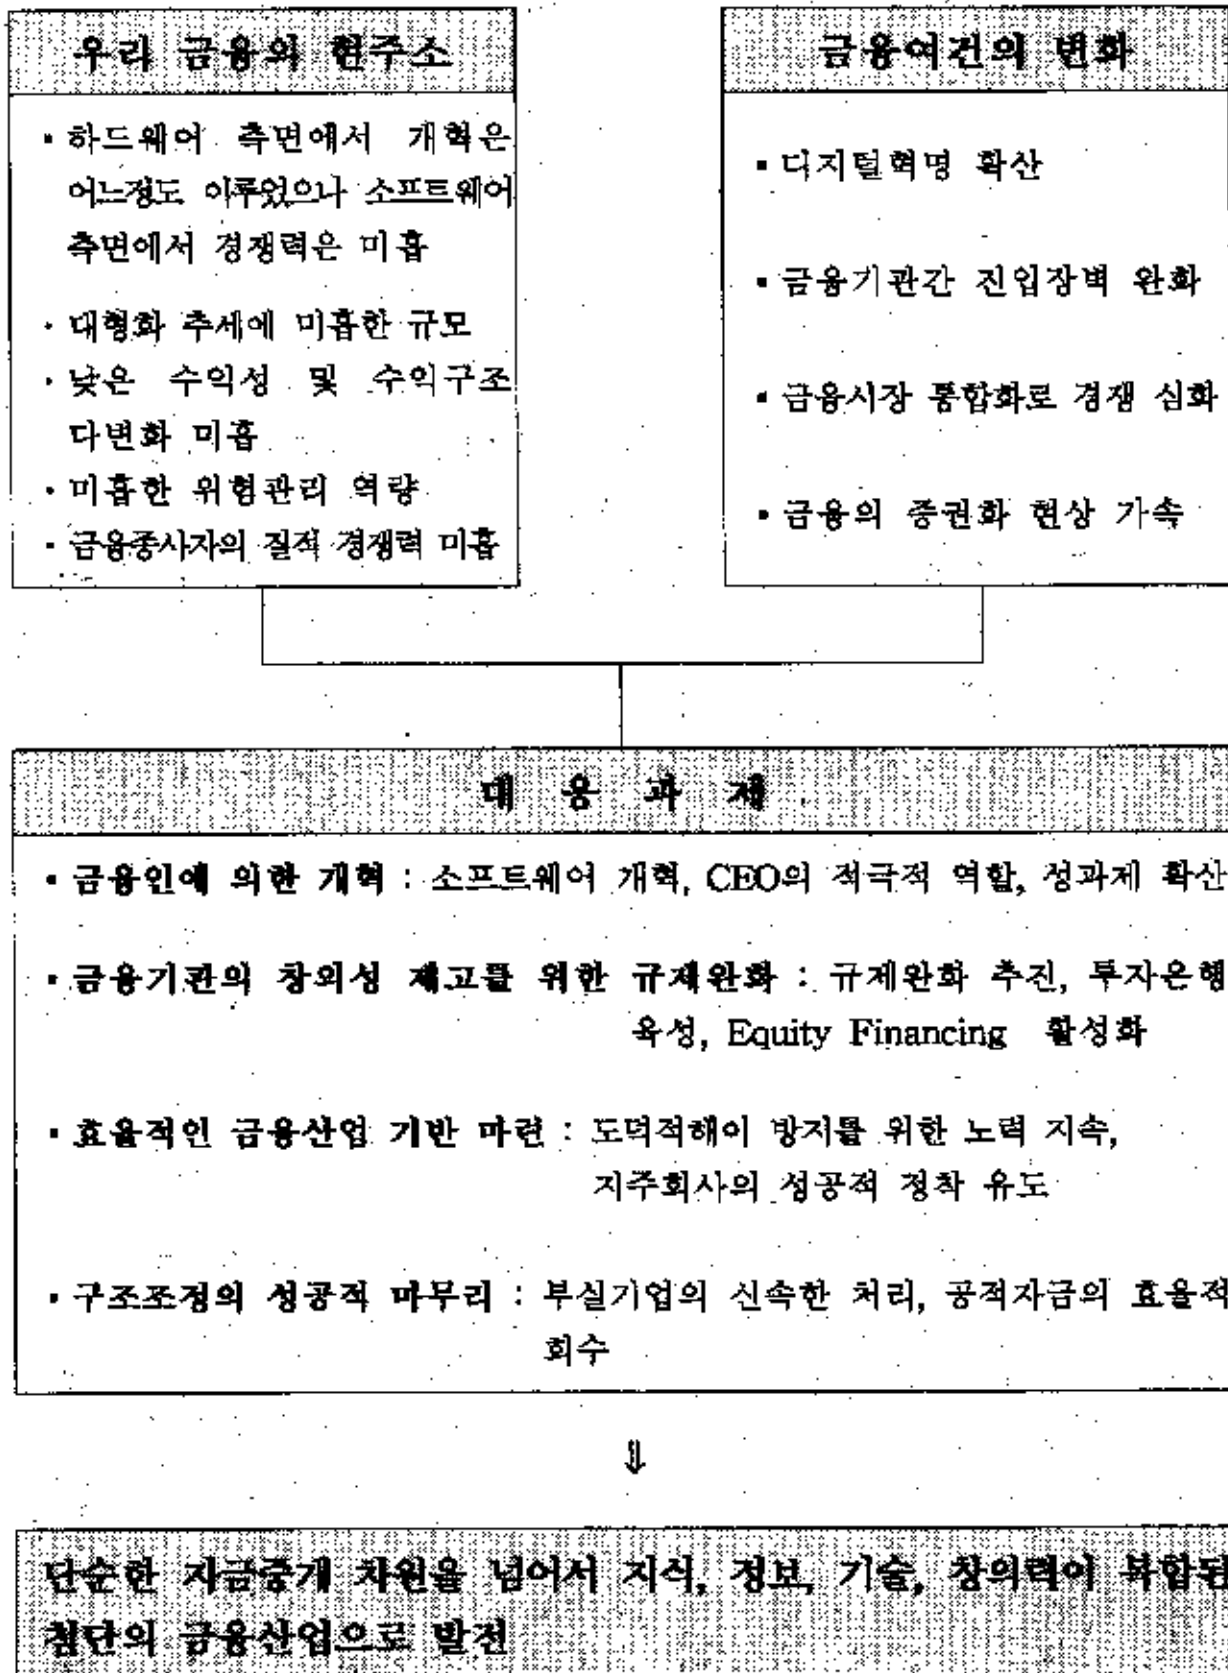 우리 금융의 현주소
▪ 하드웨어 측면에서 개혁은
어느정도 이루었으나 소프트웨어
측면에서 경쟁력은 미흡
▪ 대형화 추세에 미흡한 규모
▪ 낮은 수익성 및 수익구조
다변화 미흡
▪ 미흡한 위험관리 역량
▪ 금융종사자의 질적 경쟁력 미흡
금융여건의 변화
▪ 디지털혁명 확산
▪ 금융기관간 진입장벽 완화
▪ 금융시장 통합화로 경쟁 심화
▪ 금융의 증권화 현상 가속
대 응 과 제
▪ 금융인에 의한 개혁 : 소프트웨어 개혁, CEO의 적극적 역할, 성과제 확산
▪ 금융기관의 창의성 제고를 위한 규제완화 : 규제완화 추진, 투자은행
육성, Equity Financing 활성화
▪ 효율적인 금융산업 기반 마련 : 도덕적해이 방지를 위한 노력 지속,
지주회사의 성공적 정착 유도
▪ 구조조정의 성공적 마무리 : 부실기업의 신속한 처리, 공적자금의 효율적
회수
⇓
단순한 자금중개 차원을 넘어서 지식, 정보, 기술, 창의력이 복합된
첨단의 금융산업으로 발전